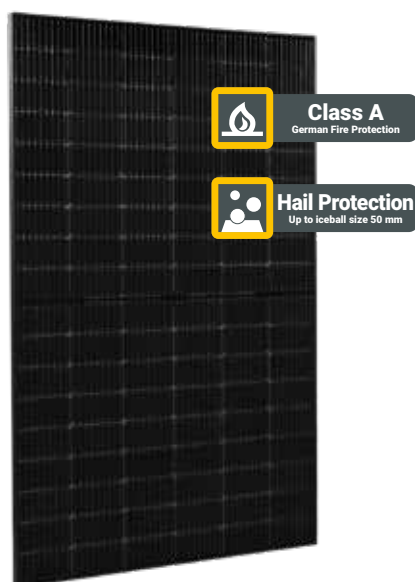 Class A
German Fire Protection
Hail Protection
Up to iceball size 50 mm